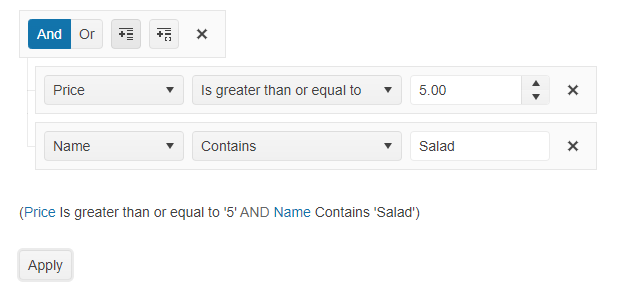 And Or
Price Is greater than or equal to 5.00
Name Contains Salad
(Price Is greater than or equal to '5' AND Name Contains 'Salad')
Apply